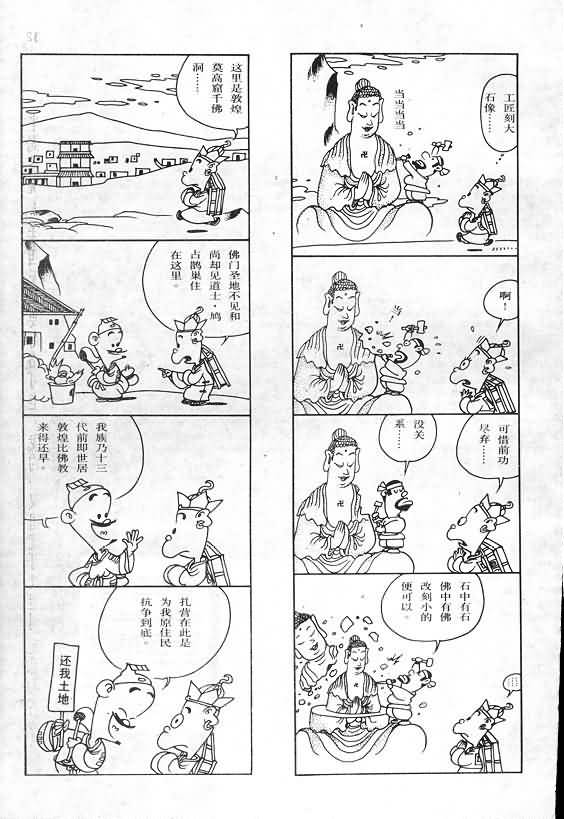 工匠刻大
石像……
当当当当
啊！
当
可惜前功
尽弃……
没关
系……
石中有石
佛中有佛
改刻小的
便可以。
……
这里是敦煌
莫高窟千佛
洞……
佛门圣地不见和
尚却见道士·鸠
占鹊巢住
在这里。
我族乃十三
代前即世居
敦煌比佛教
来得还早。
扎营在此是
为我原住民
抗争到底。
还我土地